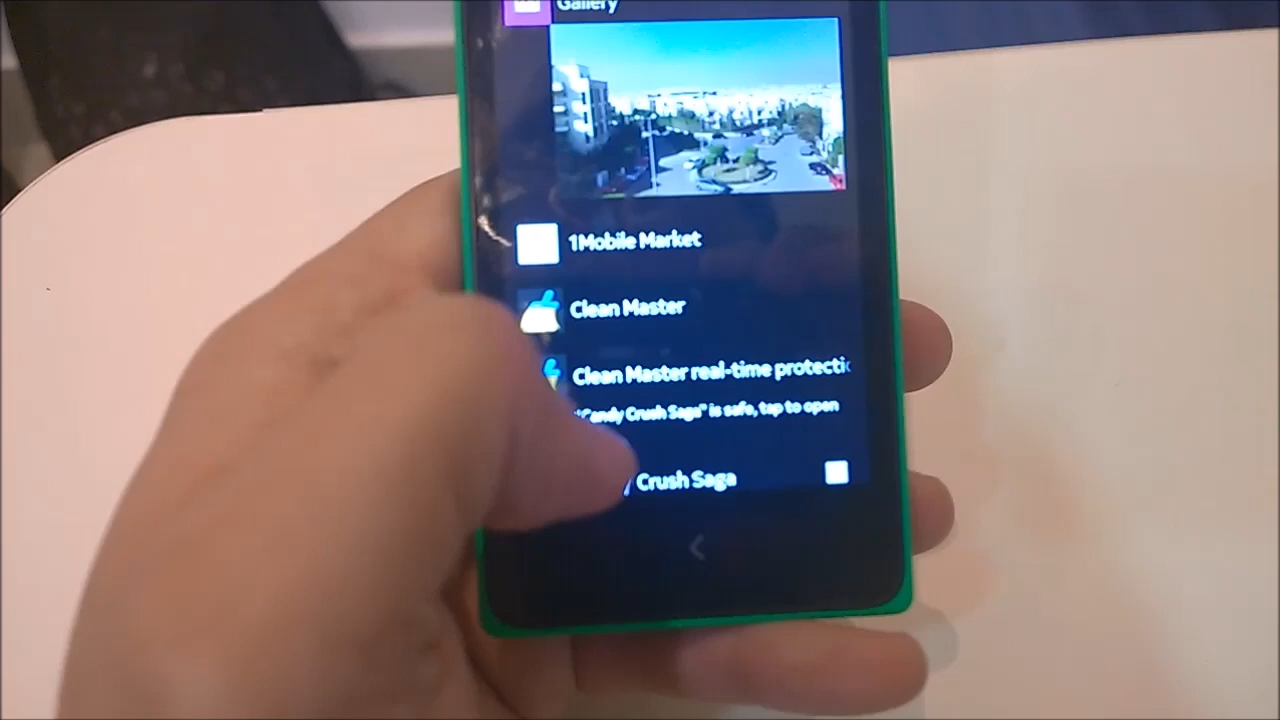 Gallery
1Mobile Market
Clean Master
Clean Master real-time protecti
"Candy Crush Saga" is safe, tap to open
Crush Saga